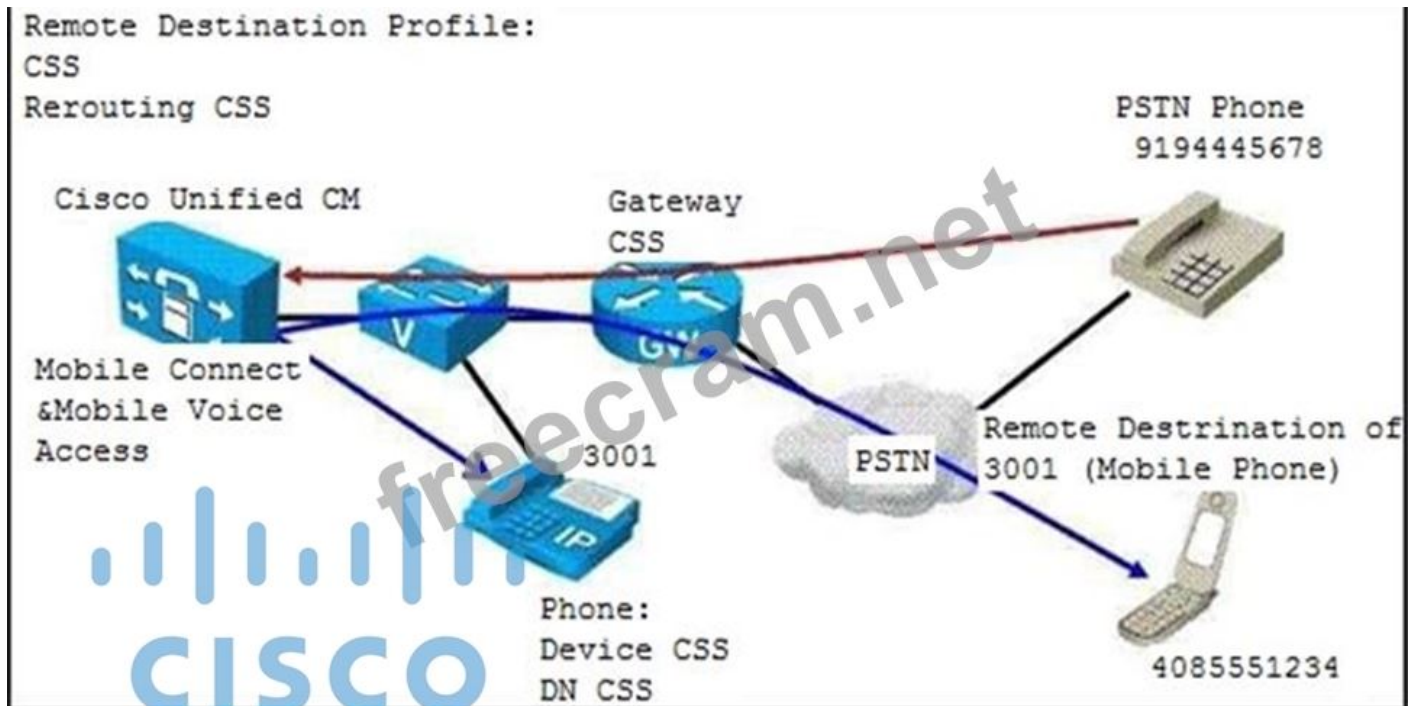 Remote Destination Profile:
CSS
Rerouting CSS
PSTN Phone
9194445678
Cisco Unified CM
Gateway
CSS
V
GW
Mobile Connect
&Mobile Voice
Access
3001
PSTN
Remote Destrination of
3001 (Mobile Phone)
IP
Phone:
Device CSS
DN CSS
4085551234
CISCO
freecram.net